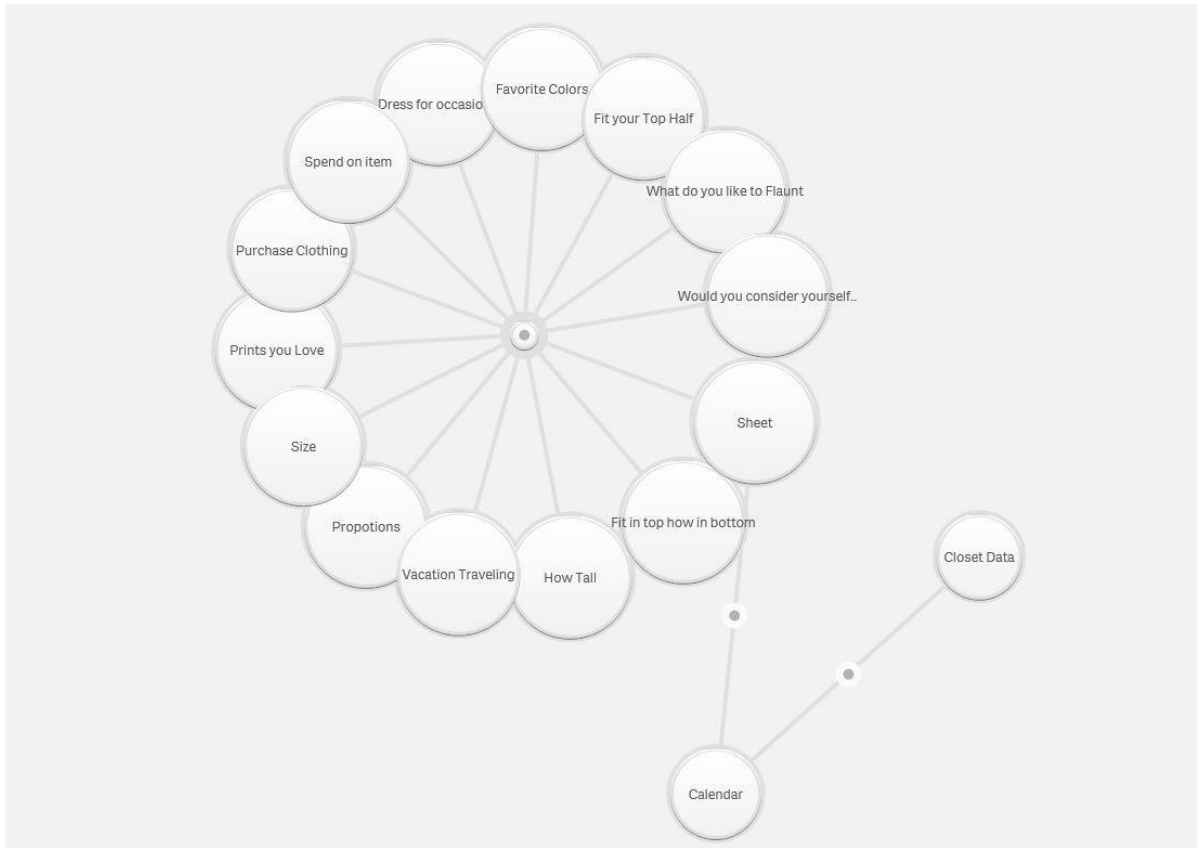 Favorite Colors
Dress for occasio
Fit your Top Half
Spend on item
What do you like to Flaunt
Purchase Clothing
Would you consider yourself..
Prints you Love
Sheet
Size
Fit in top how in bottom
Propotions
Vacation Traveling
How Tall
Closet Data
Calendar